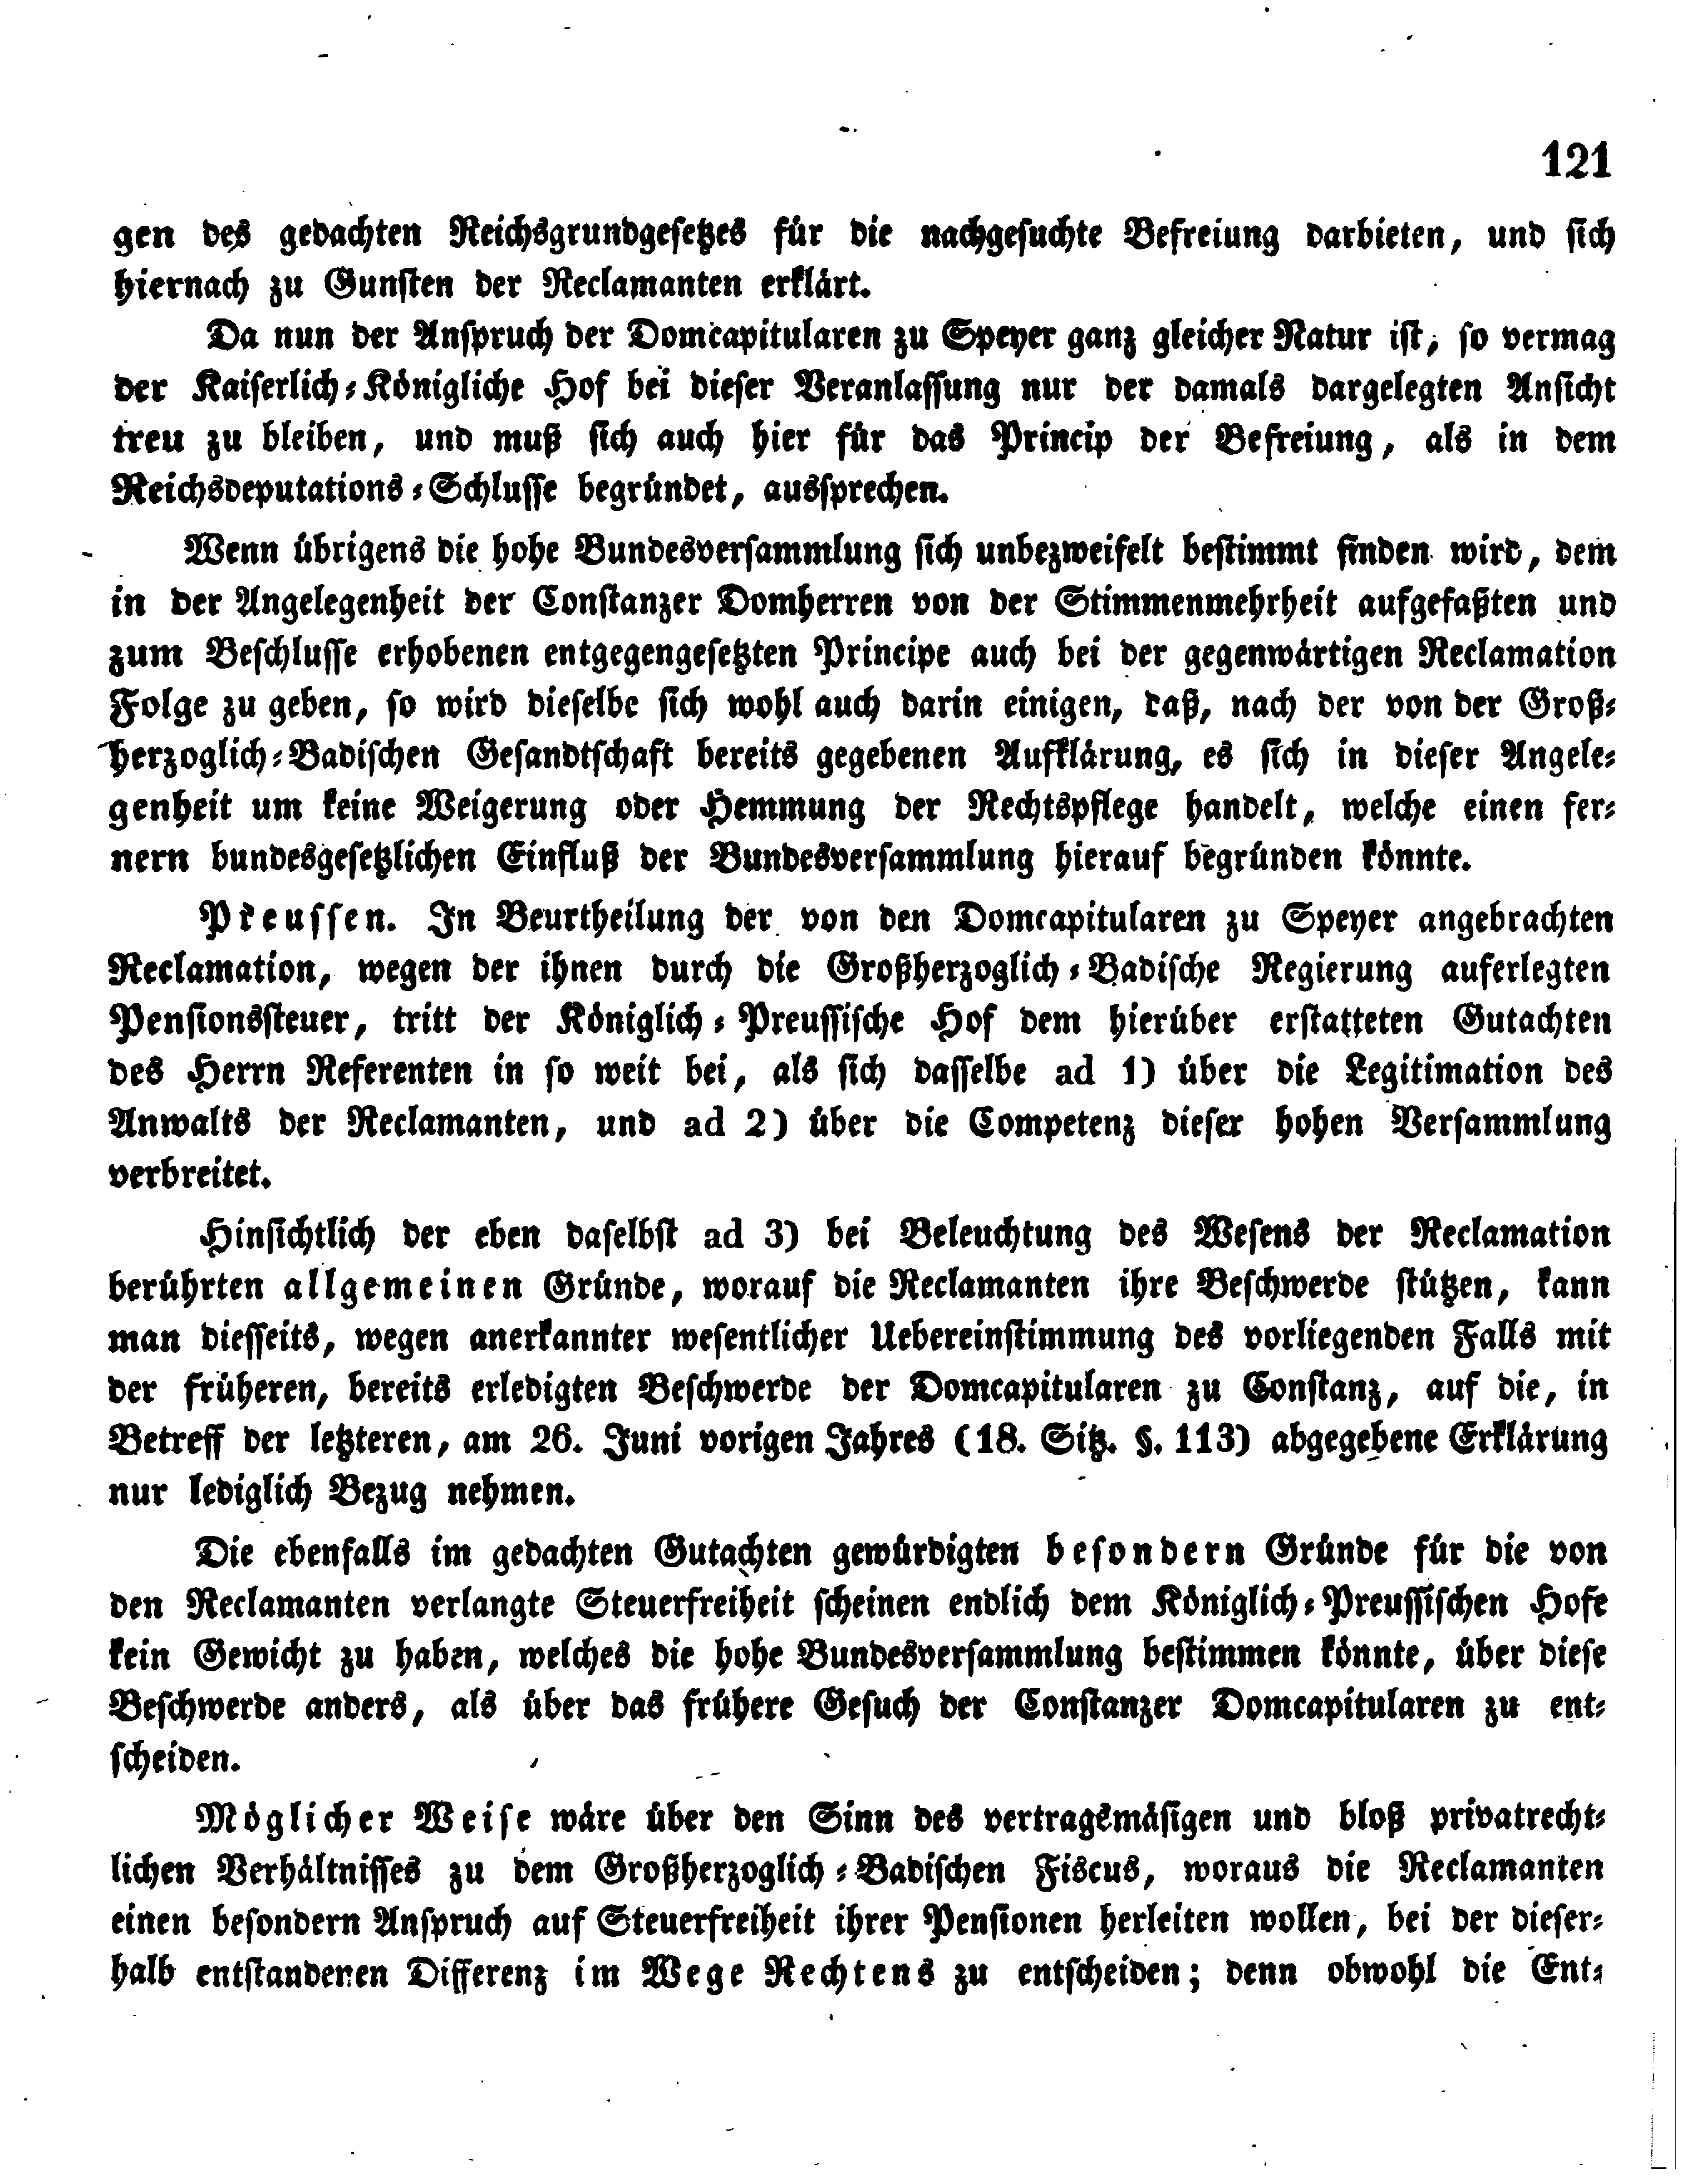 121
gen des gedachten Reichsgrundgesetzes für die nachgesuchte Befreiung darbieten, und sich
hiernach zu Gunsten der Reclamanten erklärt.
Da nun der Anspruch der Domcapitularen zu Speyer ganz gleicher Natur ist, so vermag
der Kaiserlich-Königliche Hof bei dieser Veranlassung nur der damals dargelegten Ansicht
treu zu bleiben, und muß sich auch hier für das Princip der Befreiung, als in dem
Reichsdeputations-Schlusse begründet, aussprechen.
Wenn übrigens die hohe Bundesversammlung sich unbezweifelt bestimmt finden wird, dem
in der Angelegenheit der Constanzer Domherren von der Stimmenmehrheit aufgefaßten und
zum Beschlusse erhobenen entgegengesetzten Principe auch bei der gegenwärtigen Reclamation
Folge zu geben, so wird dieselbe sich wohl auch darin einigen, daß, nach der von der Groß-
herzoglich-Badischen Gesandtschaft bereits gegebenen Aufklärung, es sich in dieser Angele-
genheit um keine Weigerung oder Hemmung der Rechtspflege handelt, welche einen fer-
nern bundesgesetzlichen Einfluß der Bundesversammlung hierauf begründen könnte.
Preussen. In Beurtheilung der von den Domcapitularen zu Speyer angebrachten
Reclamation, wegen der ihnen durch die Großherzoglich-Badische Regierung auferlegten
Pensionssteuer, tritt der Königlich-Preussische Hof dem hierüber erstatteten Gutachten
des Herrn Referenten in so weit bei, als sich dasselbe ad 1) über die Legitimation des
Anwalts der Reclamanten, und ad 2) über die Competenz dieser hohen Versammlung
verbreitet.
Hinsichtlich der eben daselbst ad 3) bei Beleuchtung des Wesens der Reclamation
berührten allgemeinen Gründe, worauf die Reclamanten ihre Beschwerde stützen, kann
man diesseits, wegen anerkannter wesentlicher Uebereinstimmung des vorliegenden Falls mit
der früheren, bereits erledigten Beschwerde der Domcapitularen zu Constanz, auf die, in
Betreff der letzteren, am 26. Juni vorigen Jahres (18. Sitz. §. 113) abgegebene Erklärung
nur lediglich Bezug nehmen.
Die ebenfalls im gedachten Gutachten gewürdigten besondern Gründe für die von
den Reclamanten verlangte Steuerfreiheit scheinen endlich dem Königlich-Preussischen Hofe
kein Gewicht zu haben, welches die hohe Bundesversammlung bestimmen könnte, über diese
Beschwerde anders, als über das frühere Gesuch der Constanzer Domcapitularen zu ent-
scheiden.
Möglicher Weise wäre über den Sinn des vertragsmäsigen und bloß privatrecht-
lichen Verhältnisses zu dem Großherzoglich-Badischen Fiscus, woraus die Reclamanten
einen besondern Anspruch auf Steuerfreiheit ihrer Pensionen herleiten wollen, bei der dieser-
halb entstandenen Differenz im Wege Rechtens zu entscheiden; denn obwohl die Ent-